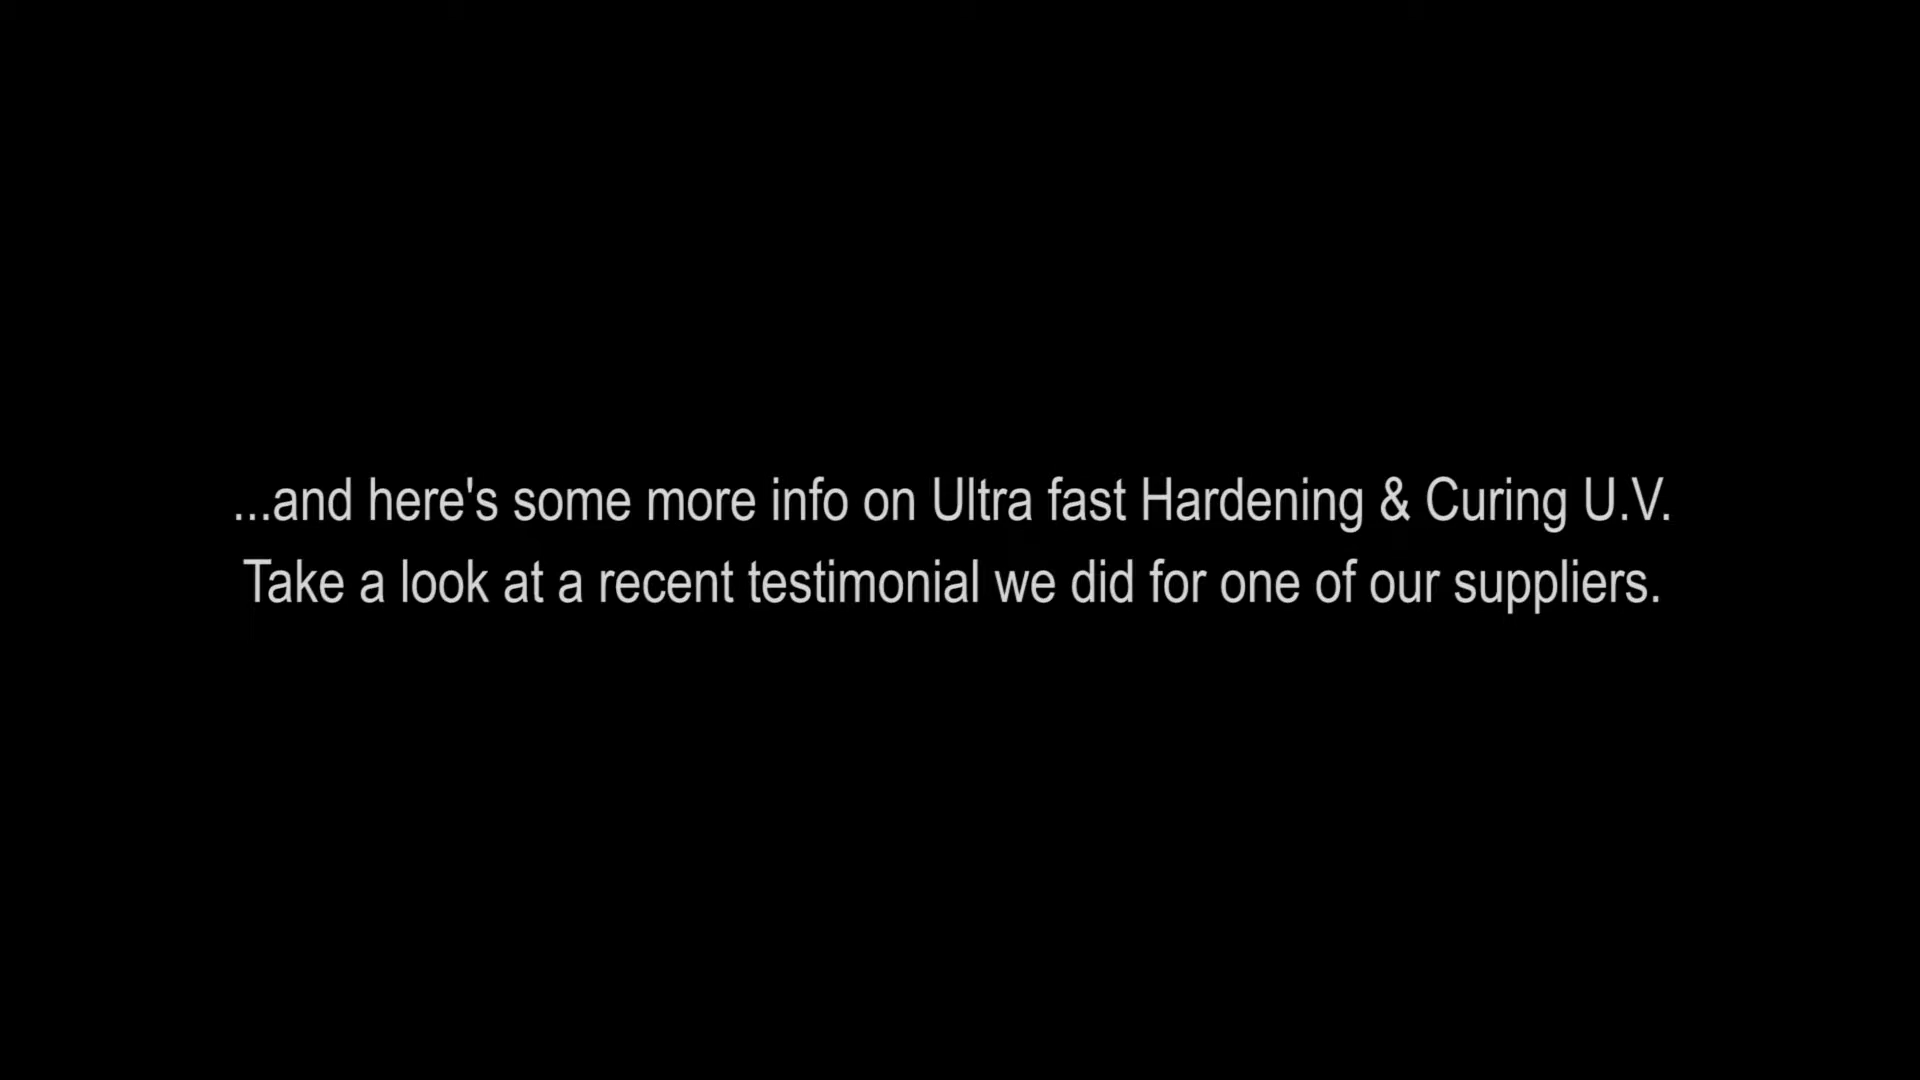 ...and here's some more info on Ultra fast Hardening & Curing U.V.
Take a look at a recent testimonial we did for one of our suppliers.